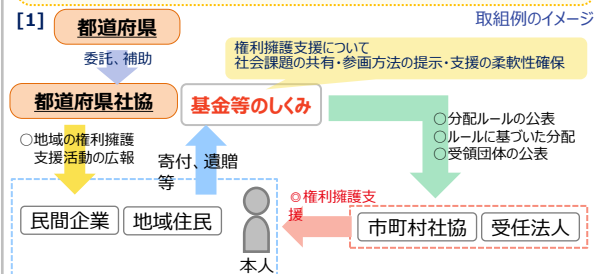 [1]
都道府県
取組例のイメージ
委託、補助
権利擁護支援について
社会課題の共有・参画方法の提示・支援の柔軟性確保
都道府県社協
基金等のしくみ
○分配ルールの公表
○ルールに基づいた分配
○受領団体の公表
○地域の権利擁護
支援活動の広報
寄付、遺贈
等
◎権利擁護支
援
民間企業
地域住民
市町村社協
受任法人
本人